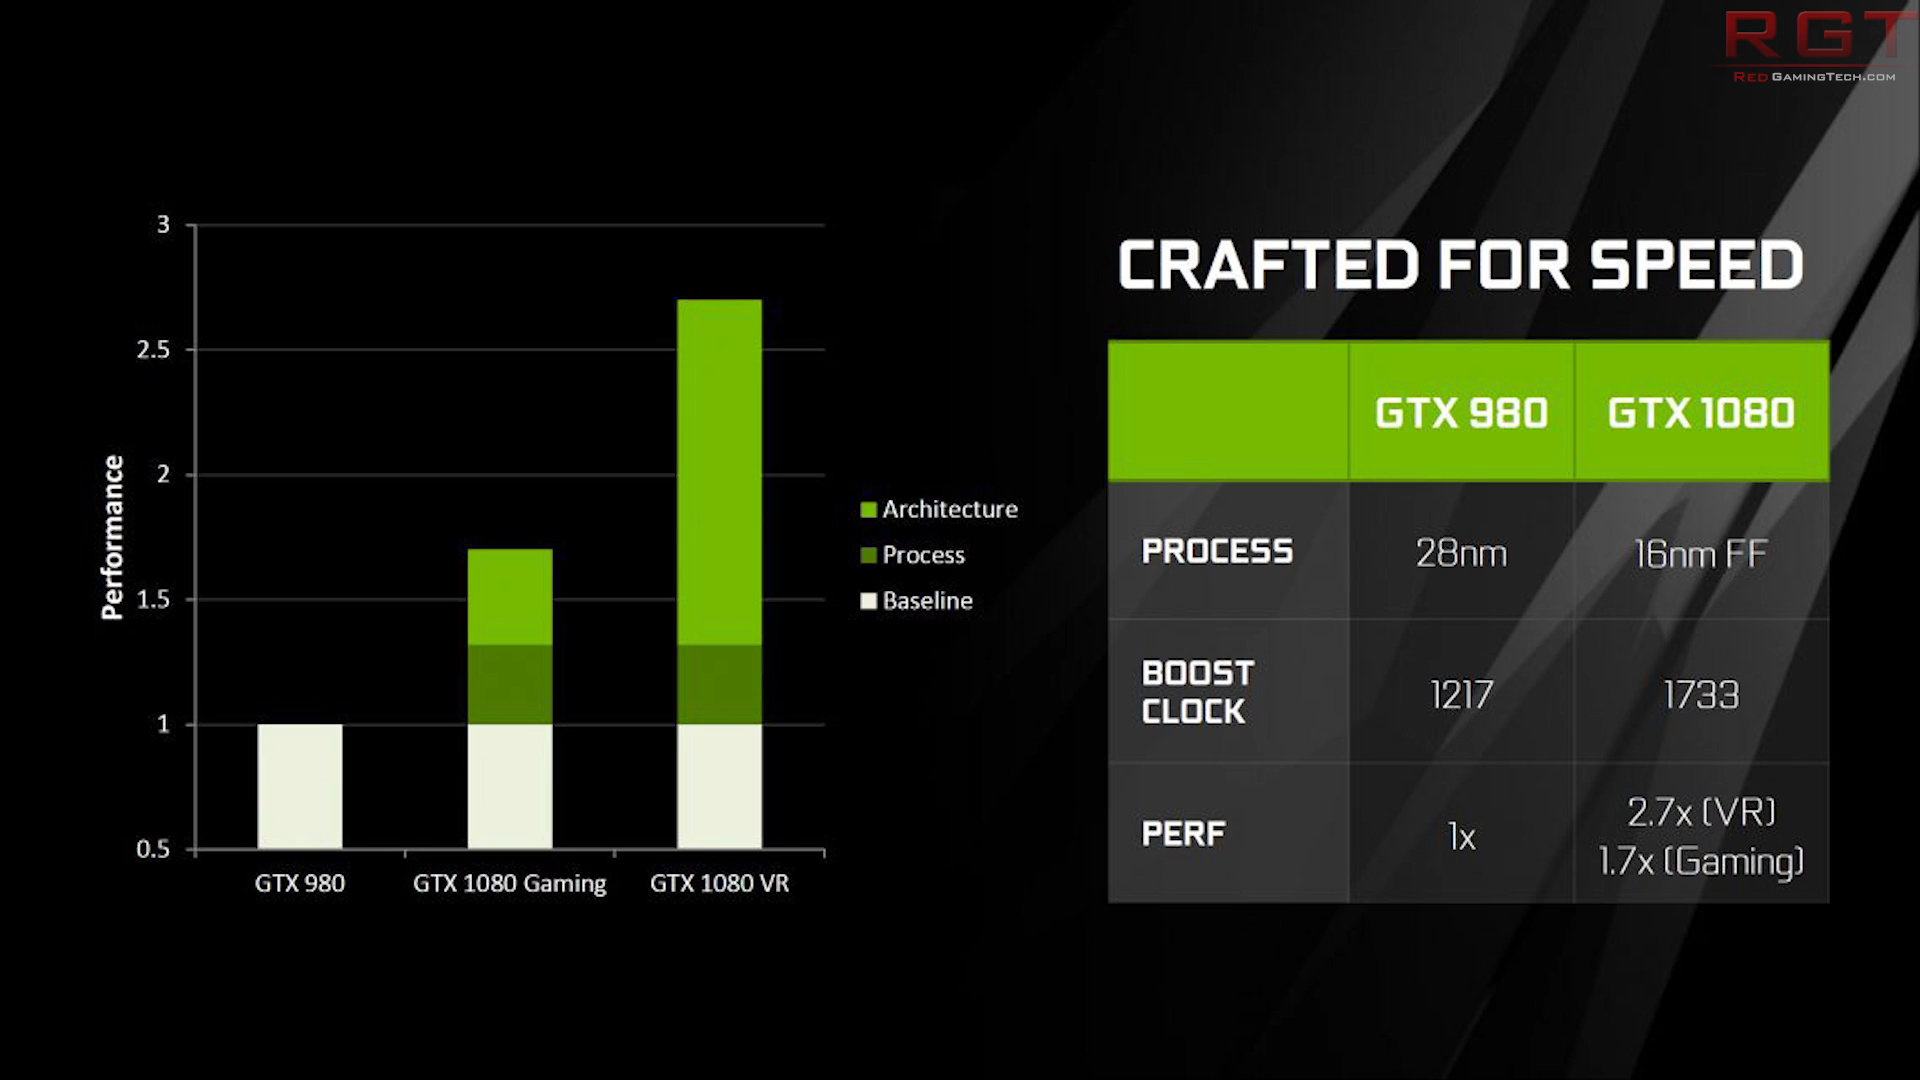 RGT
RedGamingTech.com
3
2.5
2
1.5
1
0.5
Performance
GTX 980
GTX 1080 Gaming
GTX 1080 VR
Architecture
Process
Baseline
CRAFTED FOR SPEED
GTX 980 GTX 1080
PROCESS 28nm 16nm FF
BOOST
CLOCK 1217 1733
PERF 1x 2.7x (VR)
1.7x (Gaming)